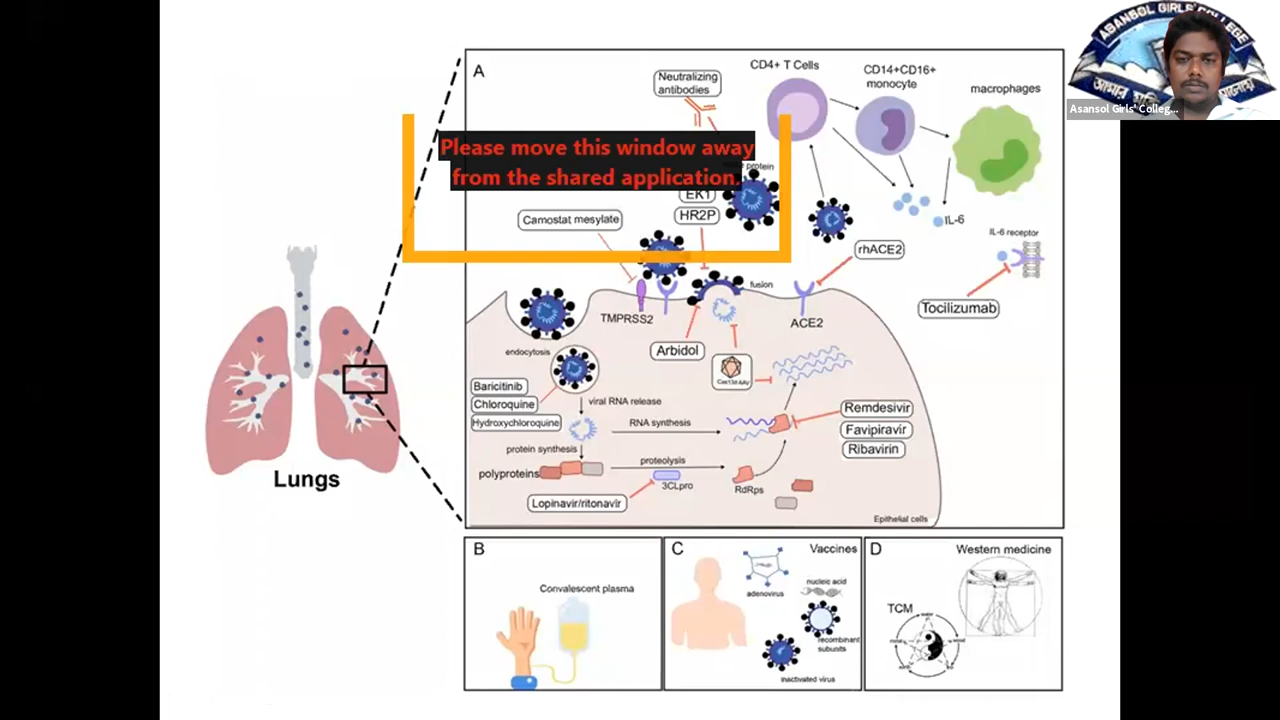 ASANSOL GIRLS' COLLEGE
Asansol Girls' Colleg...
A
Neutralizing
antibodies
CD4+ T Cells
CD14+CD16+
monocyte
macrophages
Please move this window away
from the shared application.
protein
EK1
HR2P
Camostat mesylate
IL-6
IL-6 receptor
rhACE2
fusion
Tocilizumab
TMPRSS2
ACE2
Arbidol
endocytosis
Baricitinib
Chloroquine
Hydroxychloroquine
viral RNA release
RNA synthesis
Remdesivir
Favipiravir
Ribavirin
protein synthesis
polyproteins
proteolysis
3CLpro
RdRps
Lopinavir/ritonavir
Epithelial cells
Lungs
B
Convalescent plasma
C
Vaccines
adenovirus
nucleic acid
recombinant
subunits
inactivated virus
D
Western medicine
TCM